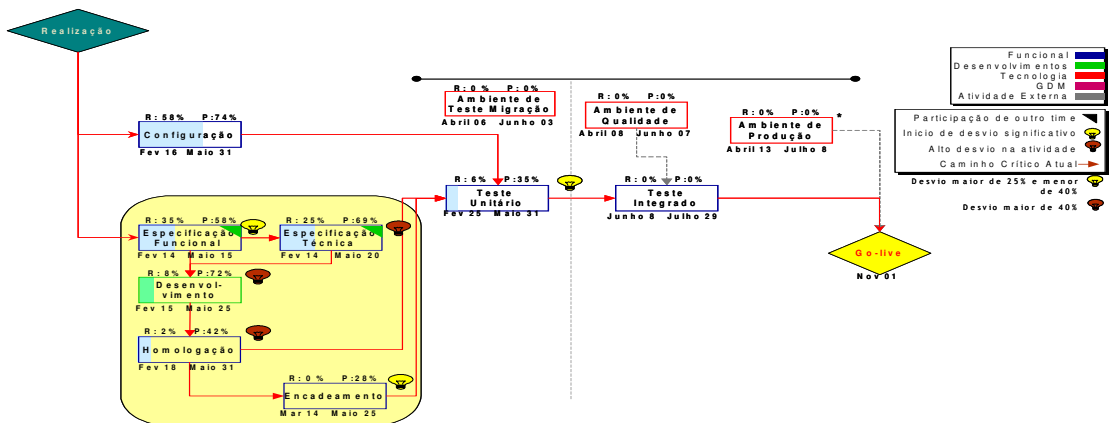 Realização
R: 58% P:74%
Configuração
Fev 16 Maio 31
R: 0% P:0%
Ambiente de
Teste Migração
Abril 06 Junho 03
R:0% P:0%
Ambiente de
Qualidade
Abril 08 Junho 07
R:0% P:0%
Ambiente de
Produção
*
Abril 13 Julho 8
R: 6% P:35%
Teste
Unitário
Fev 25 Maio 31
R: 0% P:0%
Teste
Integrado
Junho 8 Julho 29
Go-live
Nov 01
R: 35% P:58%
Especificação
Funcional
Fev 14 Maio 15
R: 25% P:69%
Especificação
Técnica
Fev 14 Maio 20
R:8% P:72%
Desenvol-
vimento
Fev 15 Maio 25
R: 2% P:42%
Homologação
Fev 18 Maio 31
R: 0% P:28%
Encadeamento
Mar 14 Maio 25
Funcional
Desenvolvimentos
Tecnologia
GDM
Atividade Externa
Participação de outro time
Inicio de desvio significativo
Alto desvio na atividade
Caminho Crítico Atual
Desvio maior de 25% e menor
de 40%
Desvio maior de 40%